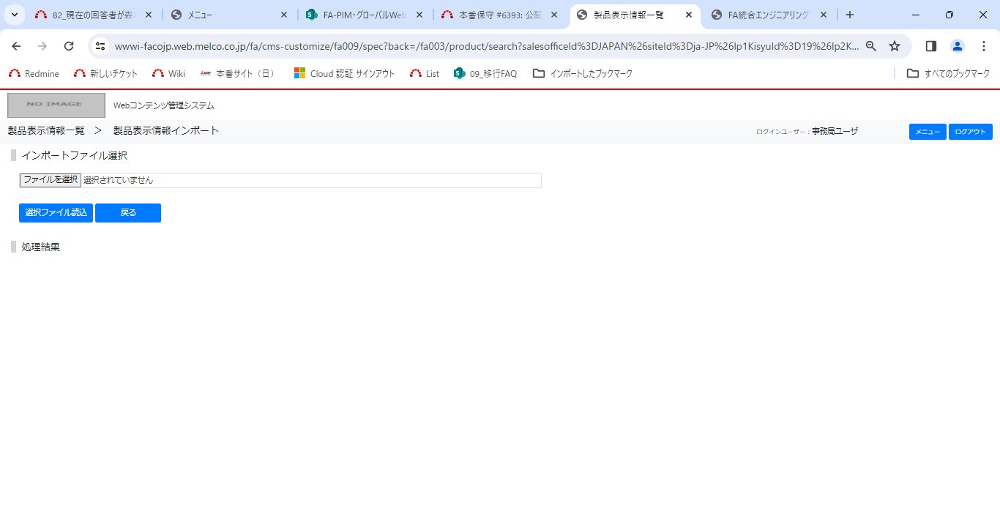 82_現在の回答者が森
メニュー
FA-PIM・グローバルWeb
本番保守 #6393: 公開
製品表示情報一覧
FA統合エンジニアリング
wwwi-facojp.web.melco.co.jp/fa/cms-customize/fa009/spec?back=/fa003/product/search?salesofficeId%3DJAPAN%26siteId%3Dja-JP%26lp1KisyuId%3D19%26lp2K...
Redmine
新しいチケット
Wiki
本番サイト（日）
Cloud 認証 サインアウト
List
09_移行FAQ
インポートしたブックマーク
すべてのブックマーク
NO IMAGE
Webコンテンツ管理システム
製品表示情報一覧 ＞ 製品表示情報インポート
ログインユーザー : 事務局ユーザ
メニュー
ログアウト
インポートファイル選択
ファイルを選択 選択されていません
選択ファイル読込
戻る
処理結果